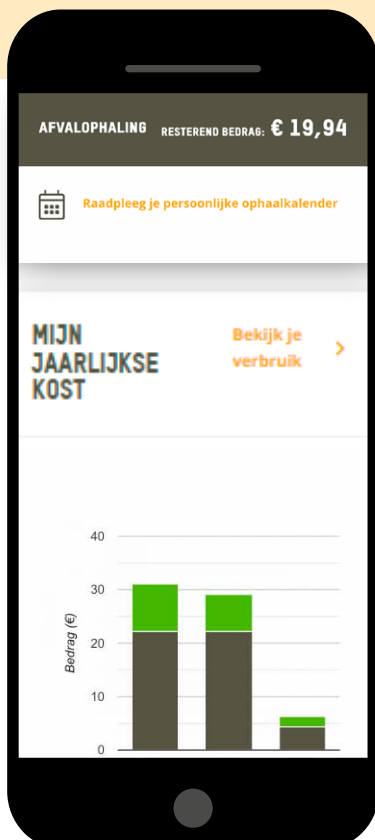 AFVALOPHALING RESTEREND BEDRAG: € 19,94
Raadpleeg je persoonlijke ophaalkalender
MIJN
JAARLIJKSE
KOST
Bekijk je
verbruik
40
30
20
10
0
Bedrag (€)